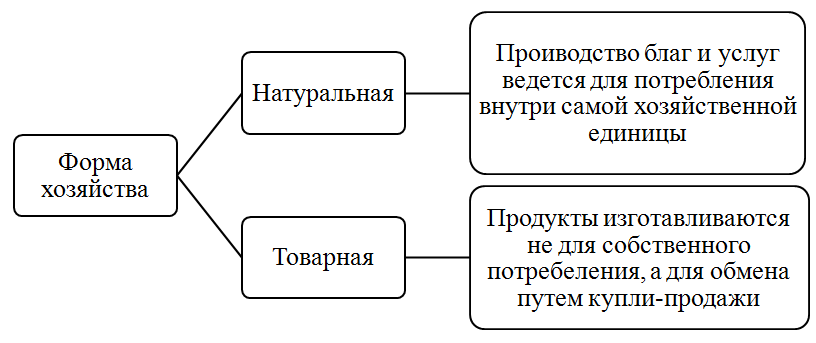 Форма
хозяйства
Натуральная
Проиводство благ и услуг
ведется для потребления
внутри самой хозяйственной
единицы
Товарная
Продукты изготавливаются
не для собственного
потребеления, а для обмена
путем купли-продажи